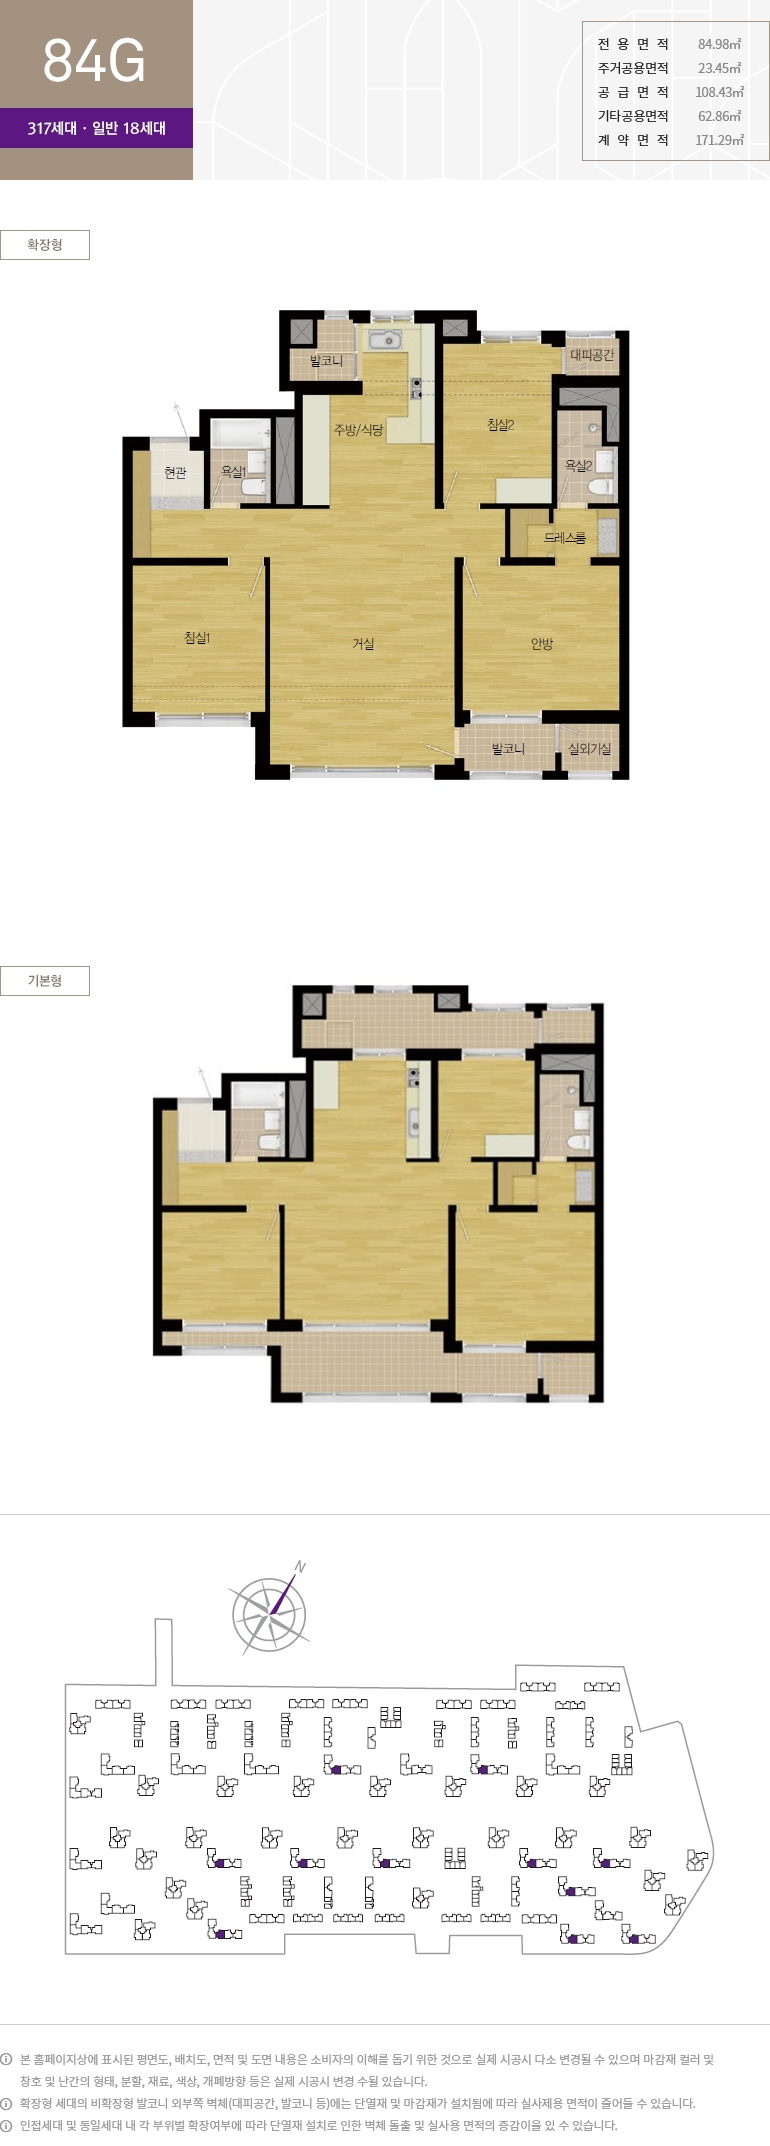 84G
317세대 · 일반 18세대
전 용 면 적 84.98㎡
주거공용면적 23.45㎡
공 급 면 적 108.43㎡
기타공용면적 62.86㎡
계 약 면 적 171.29㎡
확장형
발코니
대피공간
주방/식당
침실2
현관
욕실1
욕실2
드레스룸
침실1
거실
안방
발코니
실외기실
기본형
N
본 홈페이지상에 표시된 평면도, 배치도, 면적 및 도면 내용은 소비자의 이해를 돕기 위한 것으로 실제 시공시 다소 변경될 수 있으며 마감재 컬러 및
창호 및 난간의 형태, 분할, 재료, 색상, 개폐방향 등은 실제 시공시 변경 수될 있습니다.
확장형 세대의 비확장형 발코니 외부쪽 벽체(대피공간, 발코니 등)에는 단열재 및 마감재가 설치됨에 따라 실사제용 면적이 줄어들 수 있습니다.
인접세대 및 동일세대 내 각 부위별 확장여부에 따라 단열재 설치로 인한 벽체 돌출 및 실사용 면적의 증감이을 있 수 있습니다.